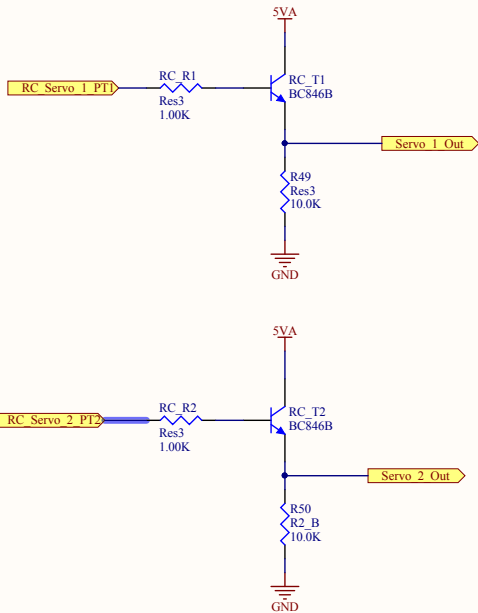 5VA
RC_R1
RC_T1
BC846B
RC_Servo_1_PT1
Res3
1.00K
Servo_1_Out
R49
Res3
10.0K
GND
5VA
RC_R2
RC_T2
BC846B
RC_Servo_2_PT2
Res3
1.00K
Servo_2_Out
R50
R2_B
10.0K
GND